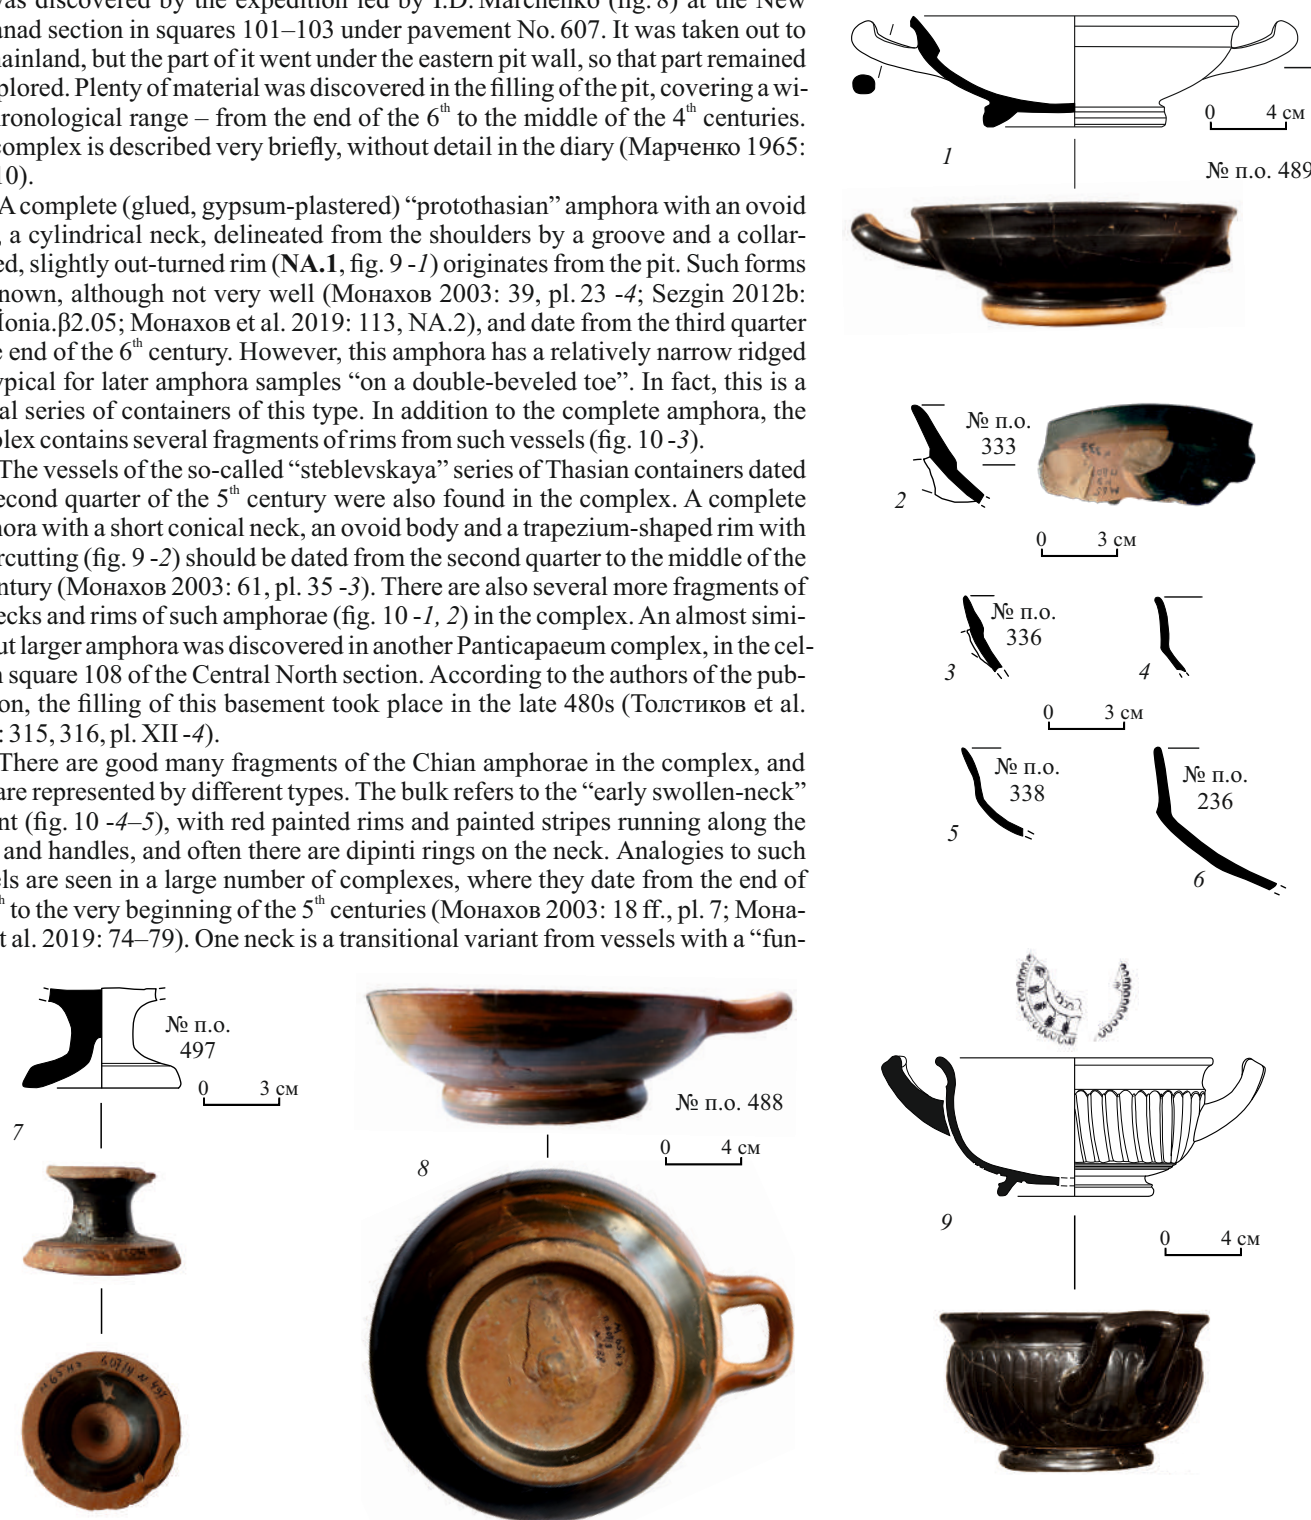 was discovered by the expedition led by I.D. Marchenko (fig. 8) at the New
anad section in squares 101–103 under pavement No. 607. It was taken out to
ainland, but the part of it went under the eastern pit wall, so that part remained
plored. Plenty of material was discovered in the filling of the pit, covering a wi-
ronological range – from the end of the 6th to the middle of the 4th centuries.
complex is described very briefly, without detail in the diary (Марченко 1965:
10).
A complete (glued, gypsum-plastered) “protothasian” amphora with an ovoid
, a cylindrical neck, delineated from the shoulders by a groove and a collar-
ed, slightly out-turned rim (NA.1, fig. 9 -1) originates from the pit. Such forms
nown, although not very well (Монахов 2003: 39, pl. 23 -4; Sezgin 2012b:
Ionia.β2.05; Монахов et al. 2019: 113, NA.2), and date from the third quarter
e end of the 6th century. However, this amphora has a relatively narrow ridged
ypical for later amphora samples “on a double-beveled toe”. In fact, this is a
al series of containers of this type. In addition to the complete amphora, the
plex contains several fragments of rims from such vessels (fig. 10 -3).
The vessels of the so-called “steblevskaya” series of Thasian containers dated
second quarter of the 5th century were also found in the complex. A complete
hora with a short conical neck, an ovoid body and a trapezium-shaped rim with
rcutting (fig. 9 -2) should be dated from the second quarter to the middle of the
ntury (Монахов 2003: 61, pl. 35 -3). There are also several more fragments of
ecks and rims of such amphorae (fig. 10 -1, 2) in the complex. An almost simi-
ut larger amphora was discovered in another Panticapaeum complex, in the cel-
n square 108 of the Central North section. According to the authors of the pub-
on, the filling of this basement took place in the late 480s (Толстиков et al.
: 315, 316, pl. XII -4).
There are good many fragments of the Chian amphorae in the complex, and
are represented by different types. The bulk refers to the “early swollen-neck”
nt (fig. 10 -4–5), with red painted rims and painted stripes running along the
and handles, and often there are dipinti rings on the neck. Analogies to such
els are seen in a large number of complexes, where they date from the end of
h to the very beginning of the 5th centuries (Монахов 2003: 18 ff., pl. 7; Мона-
t al. 2019: 74–79). One neck is a transitional variant from vessels with a “fun-
0 4 см
1
№ п.о. 489
№ п.о.
333
2
0 3 см
№ п.о.
336
3
4
0 3 см
№ п.о.
338
5
№ п.о.
236
6
№ п.о.
497
0 3 см
7
№ п.о. 488
0 4 см
8
9
0 4 см